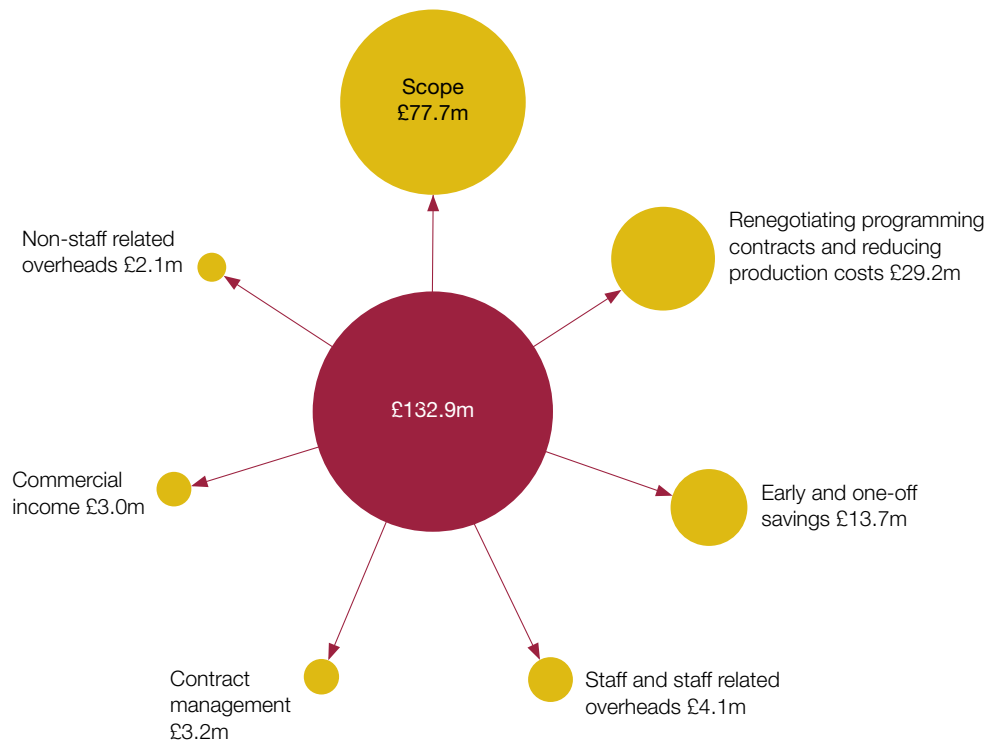 Scope
£77.7m
Renegotiating programming
contracts and reducing
production costs £29.2m
Non-staff related
overheads £2.1m
£132.9m
Commercial
income £3.0m
Early and one-off
savings £13.7m
Contract
management
£3.2m
Staff and staff related
overheads £4.1m